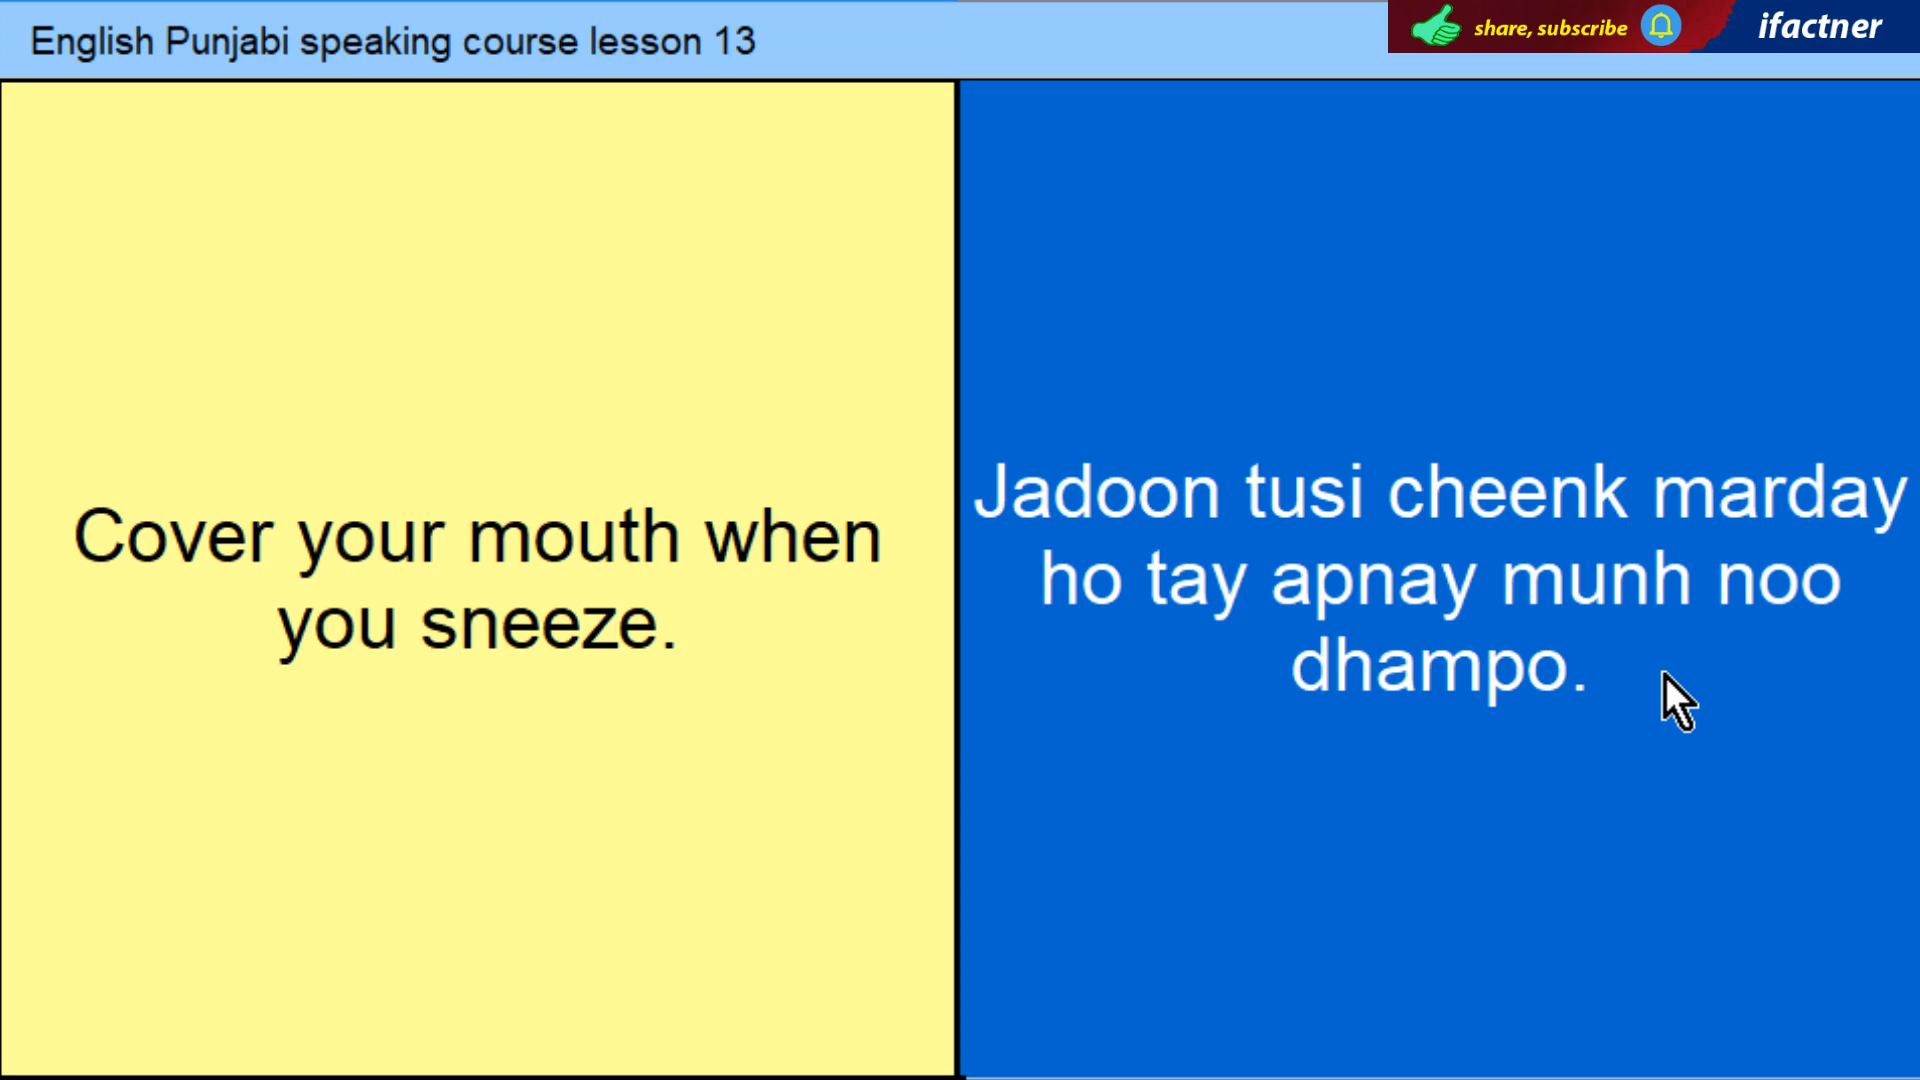 English Punjabi speaking course lesson 13
share, subscribe
ifactner
Cover your mouth when
you sneeze.
Jadoon tusi cheenk marday
ho tay apnay munh noo
dhampo.